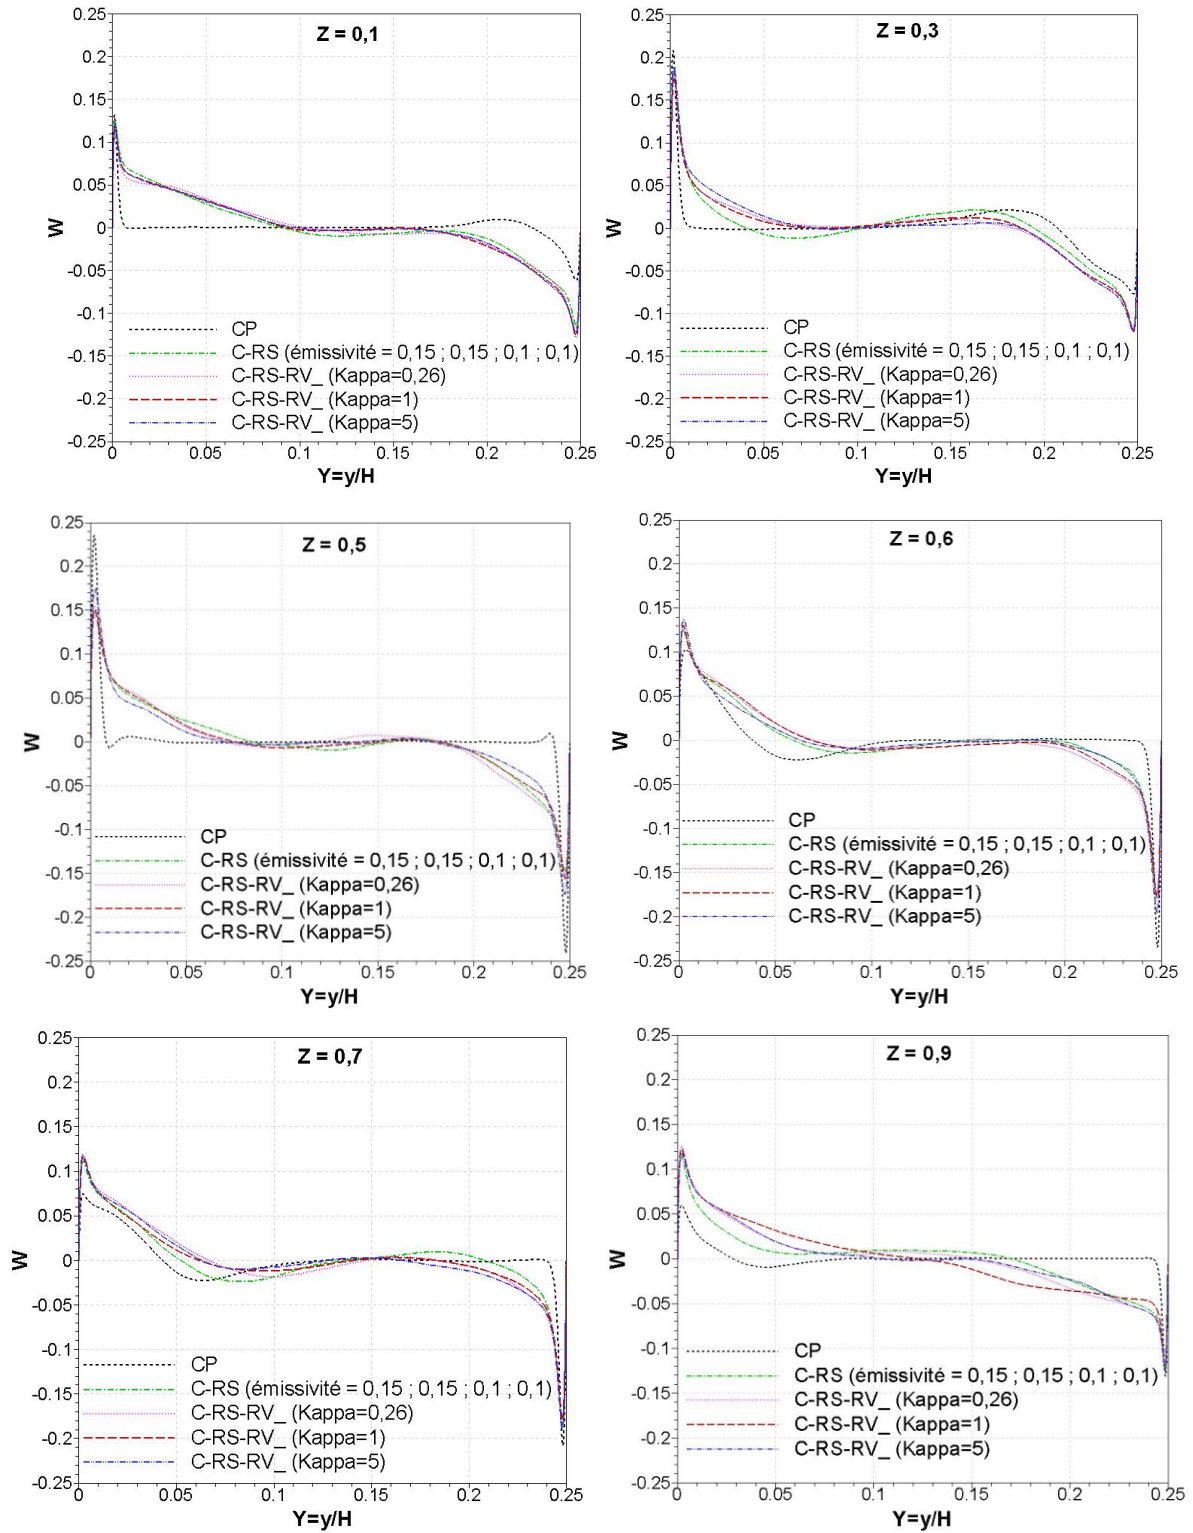 Z = 0,1
0.25
0.2
0.15
0.1
0.05
0
-0.05
-0.1
-0.15
-0.2
-0.25
W
CP
C-RS (émissivité = 0,15 ; 0,15 ; 0,1 ; 0,1)
C-RS-RV_ (Kappa=0,26)
C-RS-RV_ (Kappa=1)
C-RS-RV_ (Kappa=5)
0 0.05 0.1 0.15 0.2 0.25
Y=y/H
Z = 0,3
0.25
0.2
0.15
0.1
0.05
0
-0.05
-0.1
-0.15
-0.2
-0.25
W
CP
C-RS (émissivité = 0,15 ; 0,15 ; 0,1 ; 0,1)
C-RS-RV_ (Kappa=0,26)
C-RS-RV_ (Kappa=1)
C-RS-RV_ (Kappa=5)
0 0.05 0.1 0.15 0.2 0.25
Y=y/H
Z = 0,5
0.25
0.2
0.15
0.1
0.05
0
-0.05
-0.1
-0.15
-0.2
-0.25
W
CP
C-RS (émissivité = 0,15 ; 0,15 ; 0,1 ; 0,1)
C-RS-RV_ (Kappa=0,26)
C-RS-RV_ (Kappa=1)
C-RS-RV_ (Kappa=5)
0 0.05 0.1 0.15 0.2 0.25
Y=y/H
Z = 0,6
0.25
0.2
0.15
0.1
0.05
0
-0.05
-0.1
-0.15
-0.2
-0.25
W
CP
C-RS (émissivité = 0,15 ; 0,15 ; 0,1 ; 0,1)
C-RS-RV_ (Kappa=0,26)
C-RS-RV_ (Kappa=1)
C-RS-RV_ (Kappa=5)
0 0.05 0.1 0.15 0.2 0.25
Y=y/H
Z = 0,7
0.25
0.2
0.15
0.1
0.05
0
-0.05
-0.1
-0.15
-0.2
-0.25
W
CP
C-RS (émissivité = 0,15 ; 0,15 ; 0,1 ; 0,1)
C-RS-RV_ (Kappa=0,26)
C-RS-RV_ (Kappa=1)
C-RS-RV_ (Kappa=5)
0 0.05 0.1 0.15 0.2 0.25
Y=y/H
Z = 0,9
0.25
0.2
0.15
0.1
0.05
0
-0.05
-0.1
-0.15
-0.2
-0.25
W
CP
C-RS (émissivité = 0,15 ; 0,15 ; 0,1 ; 0,1)
C-RS-RV_ (Kappa=0,26)
C-RS-RV_ (Kappa=1)
C-RS-RV_ (Kappa=5)
0 0.05 0.1 0.15 0.2 0.25
Y=y/H